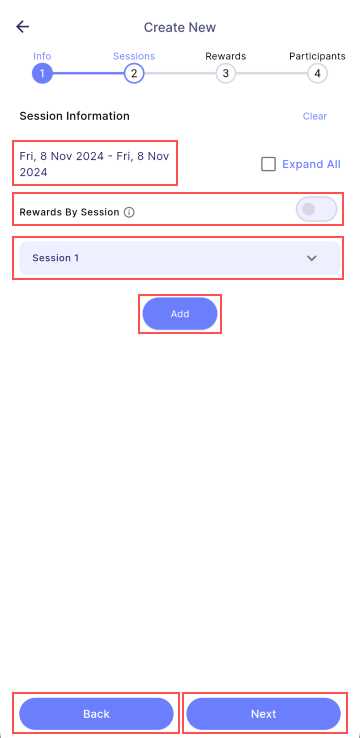 Create New
Info Sessions Rewards Participants
1 2 3 4
Session Information Clear
Fri, 8 Nov 2024 - Fri, 8 Nov
2024
Expand All
Rewards By Session
Session 1
Add
Back Next